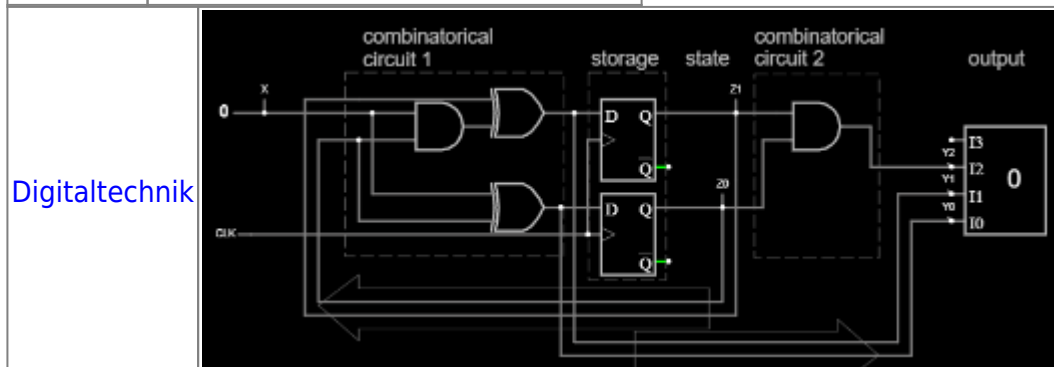 Digitaltechnik
combinatorical
circuit 1
storage
state
combinatorical
circuit 2
output
X
0
Z1
D Q
Q
Z0
D Q
Q
CLK
Y2
Y1
Y0
I3
I2
I1
I0
0